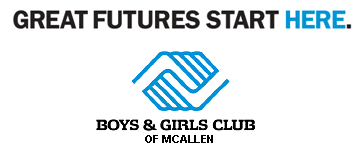 GREAT FUTURES START HERE.
BOYS & GIRLS CLUB
OF MCALLEN